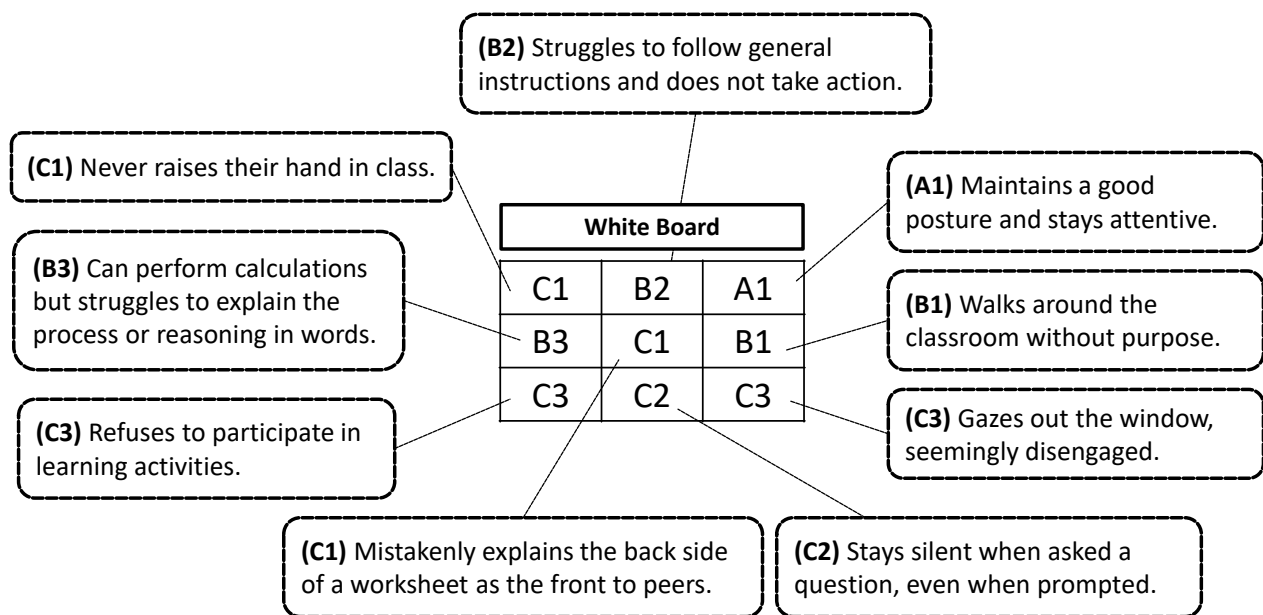 (B2) Struggles to follow general
instructions and does not take action.
(C1) Never raises their hand in class.
(A1) Maintains a good
posture and stays attentive.
White Board
(B3) Can perform calculations
but struggles to explain the
process or reasoning in words.
C1 B2 A1
B3 C1 B1
C3 C2 C3
(B1) Walks around the
classroom without purpose.
(C3) Refuses to participate in
learning activities.
(C3) Gazes out the window,
seemingly disengaged.
(C1) Mistakenly explains the back side
of a worksheet as the front to peers.
(C2) Stays silent when asked a
question, even when prompted.